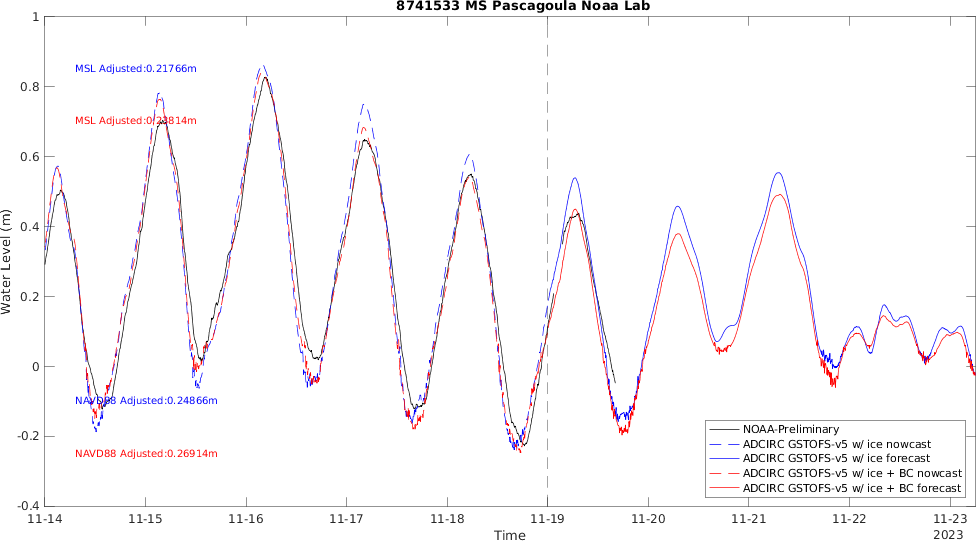 8741533 MS Pascagoula Noaa Lab
1
0.8
0.6
0.4
0.2
0
-0.2
-0.4
Water Level (m)
MSL Adjusted:0.21766m
MSL Adjusted:0.23814m
NAVD88 Adjusted:0.24866m
NAVD88 Adjusted:0.26914m
NOAA-Preliminary
ADCIRC GSTOFS-v5 w/ ice nowcast
ADCIRC GSTOFS-v5 w/ ice forecast
ADCIRC GSTOFS-v5 w/ ice + BC nowcast
ADCIRC GSTOFS-v5 w/ ice + BC forecast
11-14 11-15 11-16 11-17 11-18 11-19 11-20 11-21 11-22 11-23
Time
2023